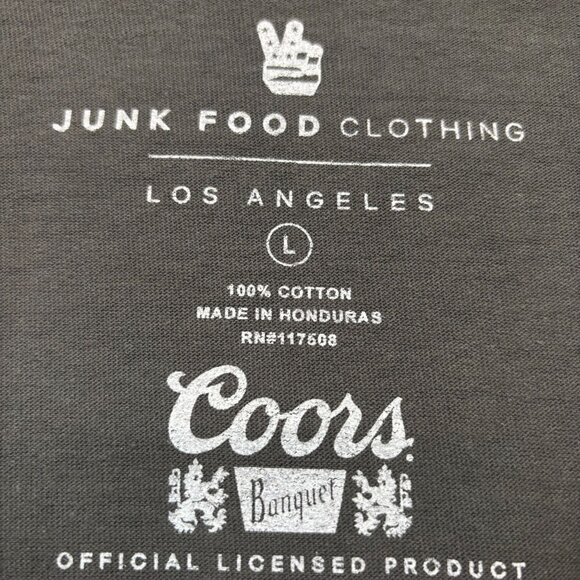 JUNK FOOD CLOTHING
LOS ANGELES
L
100% COTTON
MADE IN HONDURAS
RN#117508
Coors
Banquet
OFFICIAL LICENSED PRODUCT